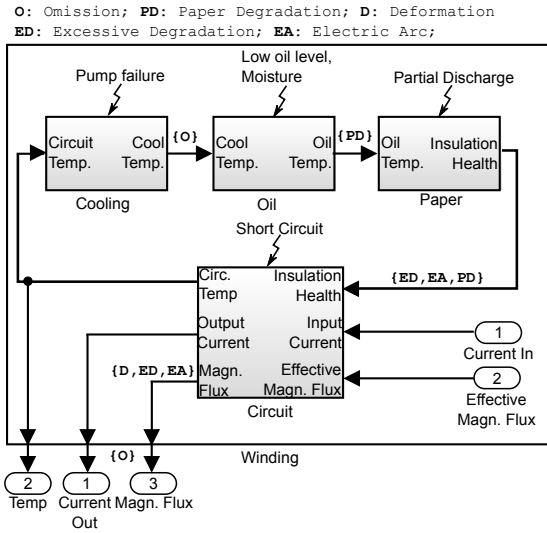 O: Omission; PD: Paper Degradation; D: Deformation
ED: Excessive Degradation; EA: Electric Arc;
Pump failure
Low oil level,
Moisture
Partial Discharge
Circuit
Temp.
Cool
Temp.
{O}
Cool
Temp.
Oil
Temp.
{PD}
Oil
Temp.
Insulation
Health
Cooling
Oil
Paper
Short Circuit
Circ.
Temp
Insulation
Health
{ED,EA,PD}
Output
Current
Input
Current
1
Current In
{D,ED,EA}
Magn.
Flux
Effective
Magn. Flux
2
Effective
Magn. Flux
Circuit
{O}
Winding
2
Temp
1
Current
Out
3
Magn. Flux